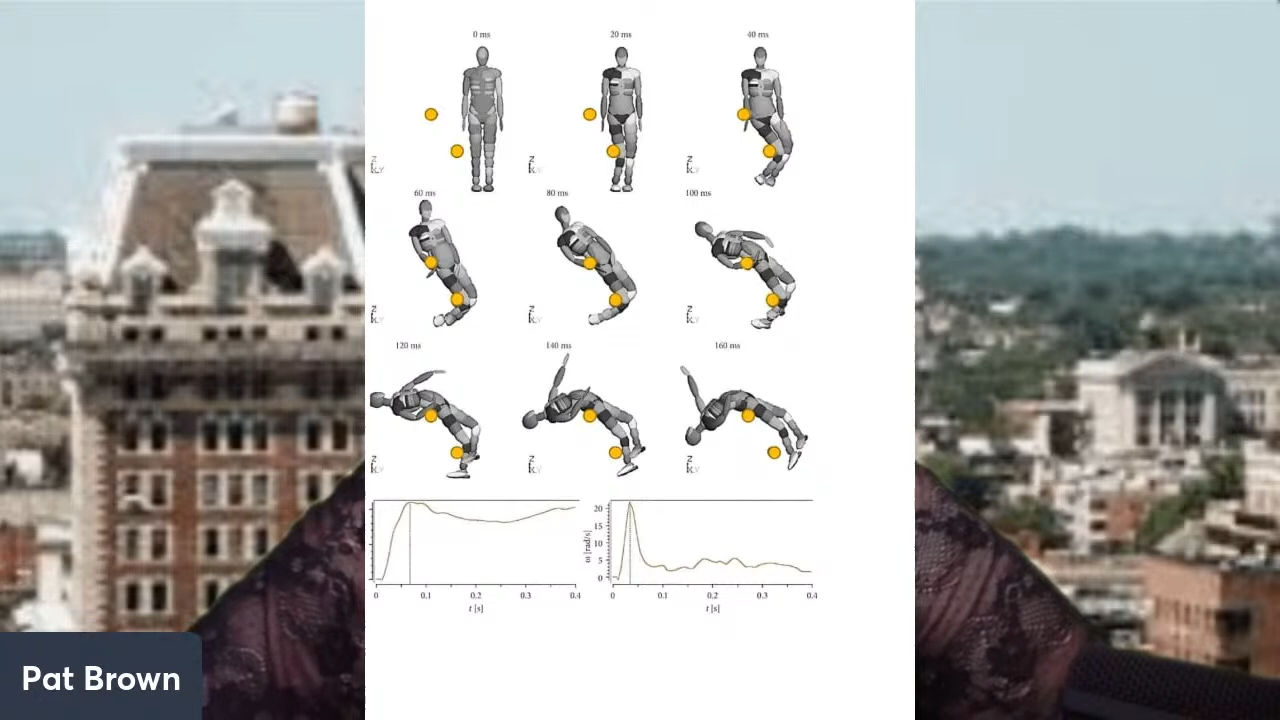 0 ms 20 ms 40 ms
Z Z Z
60 ms 80 ms 100 ms
Z Z Z
120 ms 140 ms 160 ms
Z Z Z
20
15
10
5
0
ω [rad/s]
0 0.1 0.2 0.3 0.4
t [s]
0 0.1 0.2 0.3 0.4
t [s]
Pat Brown